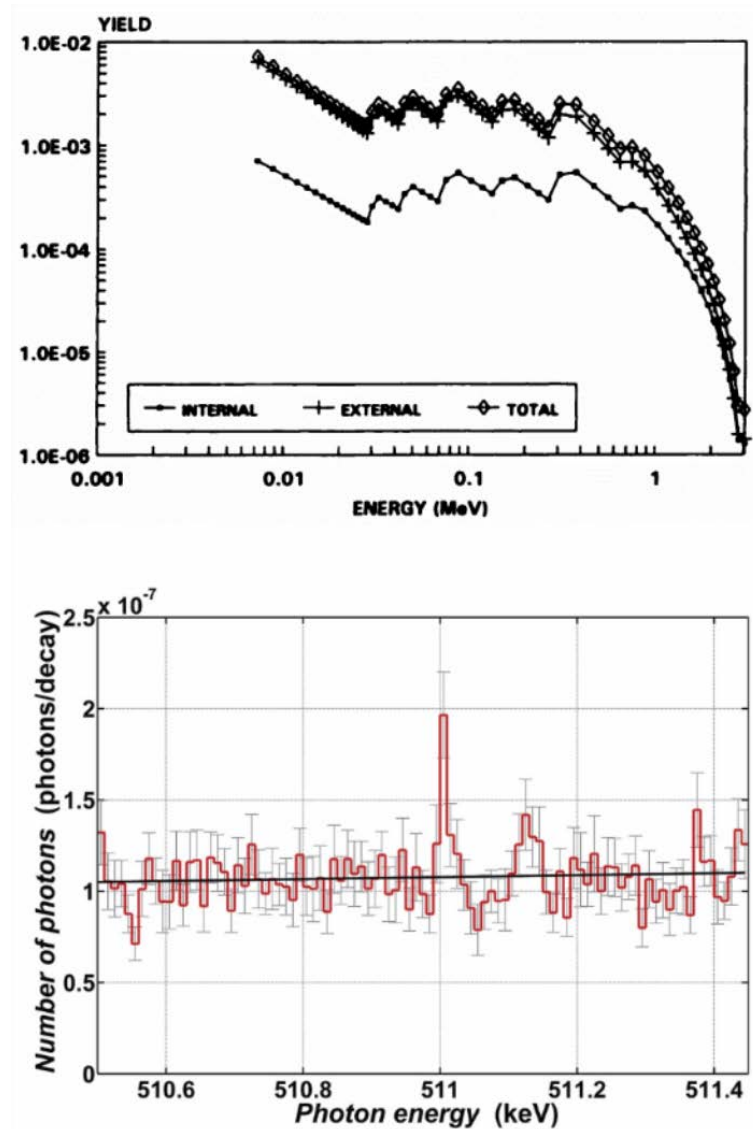 YIELD
1.0E-02
1.0E-03
1.0E-04
1.0E-05
1.0E-06
INTERNAL EXTERNAL TOTAL
0.001 0.01 0.1 1
ENERGY (MeV)
x 10-7
2.5
2
1.5
1
0.5
0
Number of photons (photons/decay)
510.6 510.8 511 511.2 511.4
Photon energy (keV)